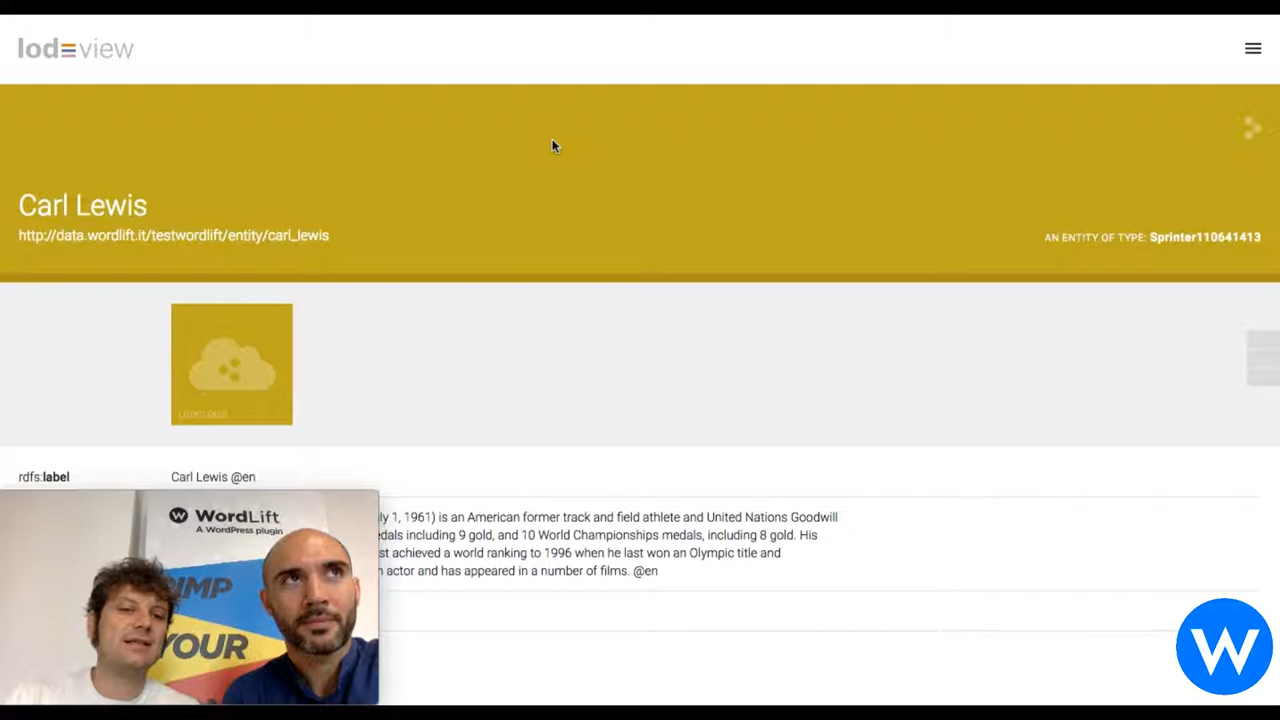 lodview
Carl Lewis
http://data.wordlift.it/testwordlift/entity/carl_lewis
AN ENTITY OF TYPE: Sprinter110641413
rdfs:label
Carl Lewis @en
ly 1, 1961) is an American former track and field athlete and United Nations Goodwill
edals including 9 gold, and 10 World Championships medals, including 8 gold. His
st achieved a world ranking to 1996 when he last won an Olympic title and
n actor and has appeared in a number of films. @en
W WordLift
A WordPress plugin
PIMP
YOUR
W